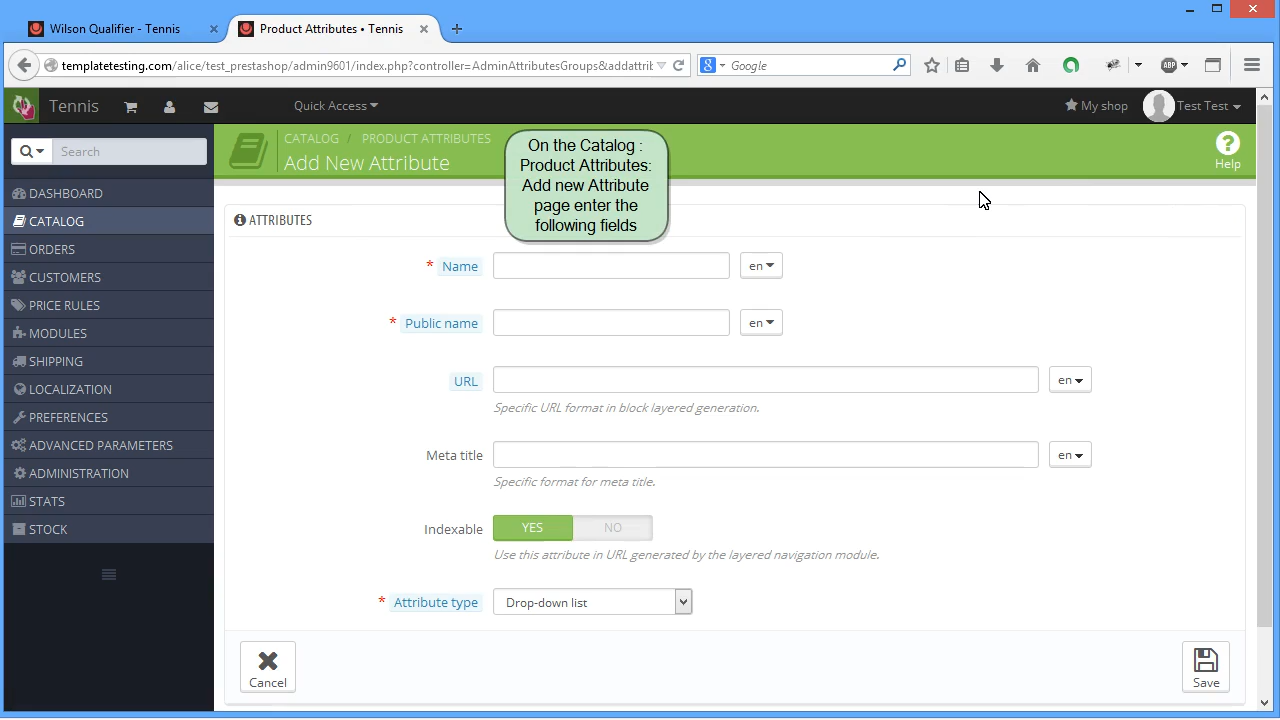 Wilson Qualifier - Tennis
Product Attributes • Tennis
templatetesting.com/alice/test_prestashop/admin9601/index.php?controller=AdminAttributesGroups&addattrib
Google
ABP
Tennis
Quick Access
My shop
Test Test
Search
CATALOG / PRODUCT ATTRIBUTES
Add New Attribute
Help
On the Catalog :
Product Attributes:
Add new Attribute
page enter the
following fields
DASHBOARD
CATALOG
ORDERS
CUSTOMERS
PRICE RULES
MODULES
SHIPPING
LOCALIZATION
PREFERENCES
ADVANCED PARAMETERS
ADMINISTRATION
STATS
STOCK
ATTRIBUTES
* Name
en
* Public name
en
URL
en
Specific URL format in block layered generation.
Meta title
en
Specific format for meta title.
Indexable
YES
NO
Use this attribute in URL generated by the layered navigation module.
* Attribute type
Drop-down list
Cancel
Save